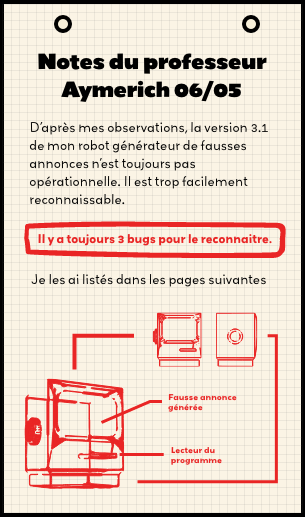 Notes du professeur
Aymerich 06/05
D'après mes observations, la version 3.1
de mon robot générateur de fausses
annonces n'est toujours pas
opérationnelle. Il est trop facilement
reconnaissable.
Il y a toujours 3 bugs pour le reconnaitre.
Je les ai listés dans les pages suivantes
Fausse annonce
générée
Lecteur du
programme